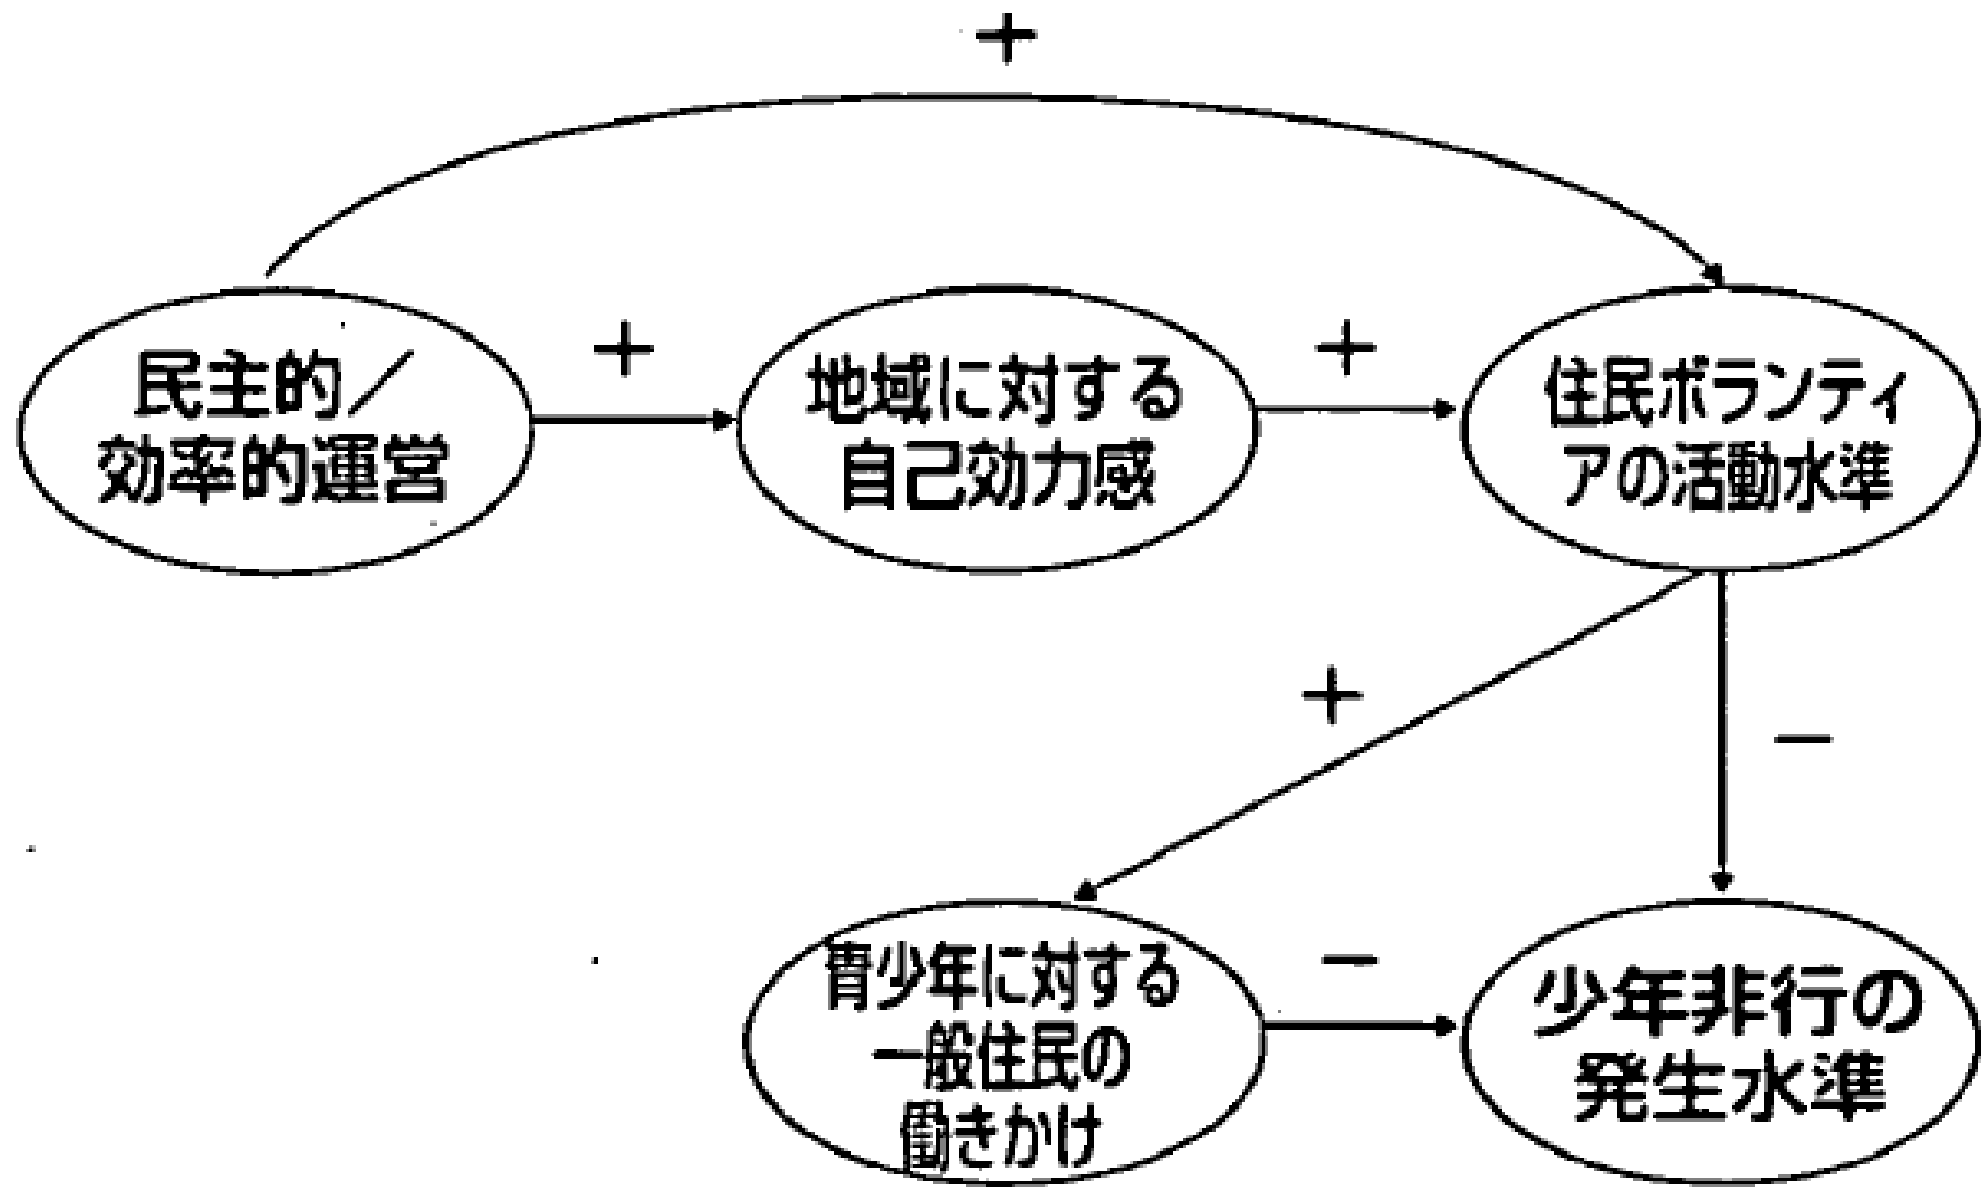 +
民主的／
効率的運営
+
地域に対する
自己効力感
+
住民ボランティ
アの活動水準
+
−
青少年に対する
一般住民の
働きかけ
−
少年非行の
発生水準